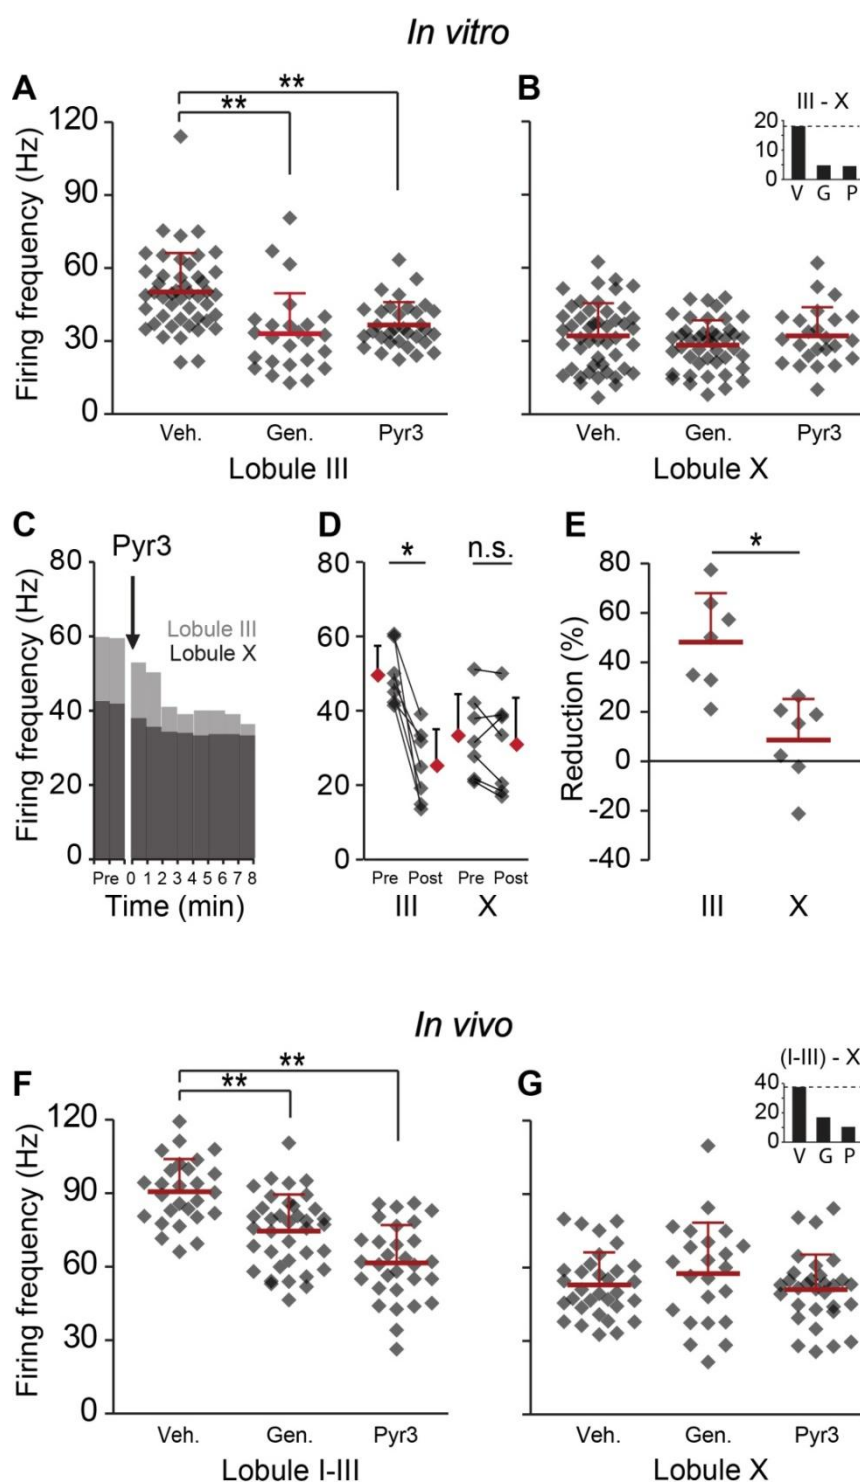 In vitro
A
**
**
Firing frequency (Hz)
120
90
60
30
0
Veh. Gen. Pyr3
Lobule III
B
III - X
20
10
0
V G P
Veh. Gen. Pyr3
Lobule X
C
Pyr3
Firing frequency (Hz)
80
60
40
20
0
Lobule III
Lobule X
Pre 0 1 2 3 4 5 6 7 8
Time (min)
D
* n.s.
80
60
40
20
0
Pre Post Pre Post
III X
E
*
Reduction (%)
80
60
40
20
0
-20
-40
III X
In vivo
F
**
**
Firing frequency (Hz)
120
90
60
30
0
Veh. Gen. Pyr3
Lobule I-III
G
(I-III) - X
40
20
0
V G P
Veh. Gen. Pyr3
Lobule X